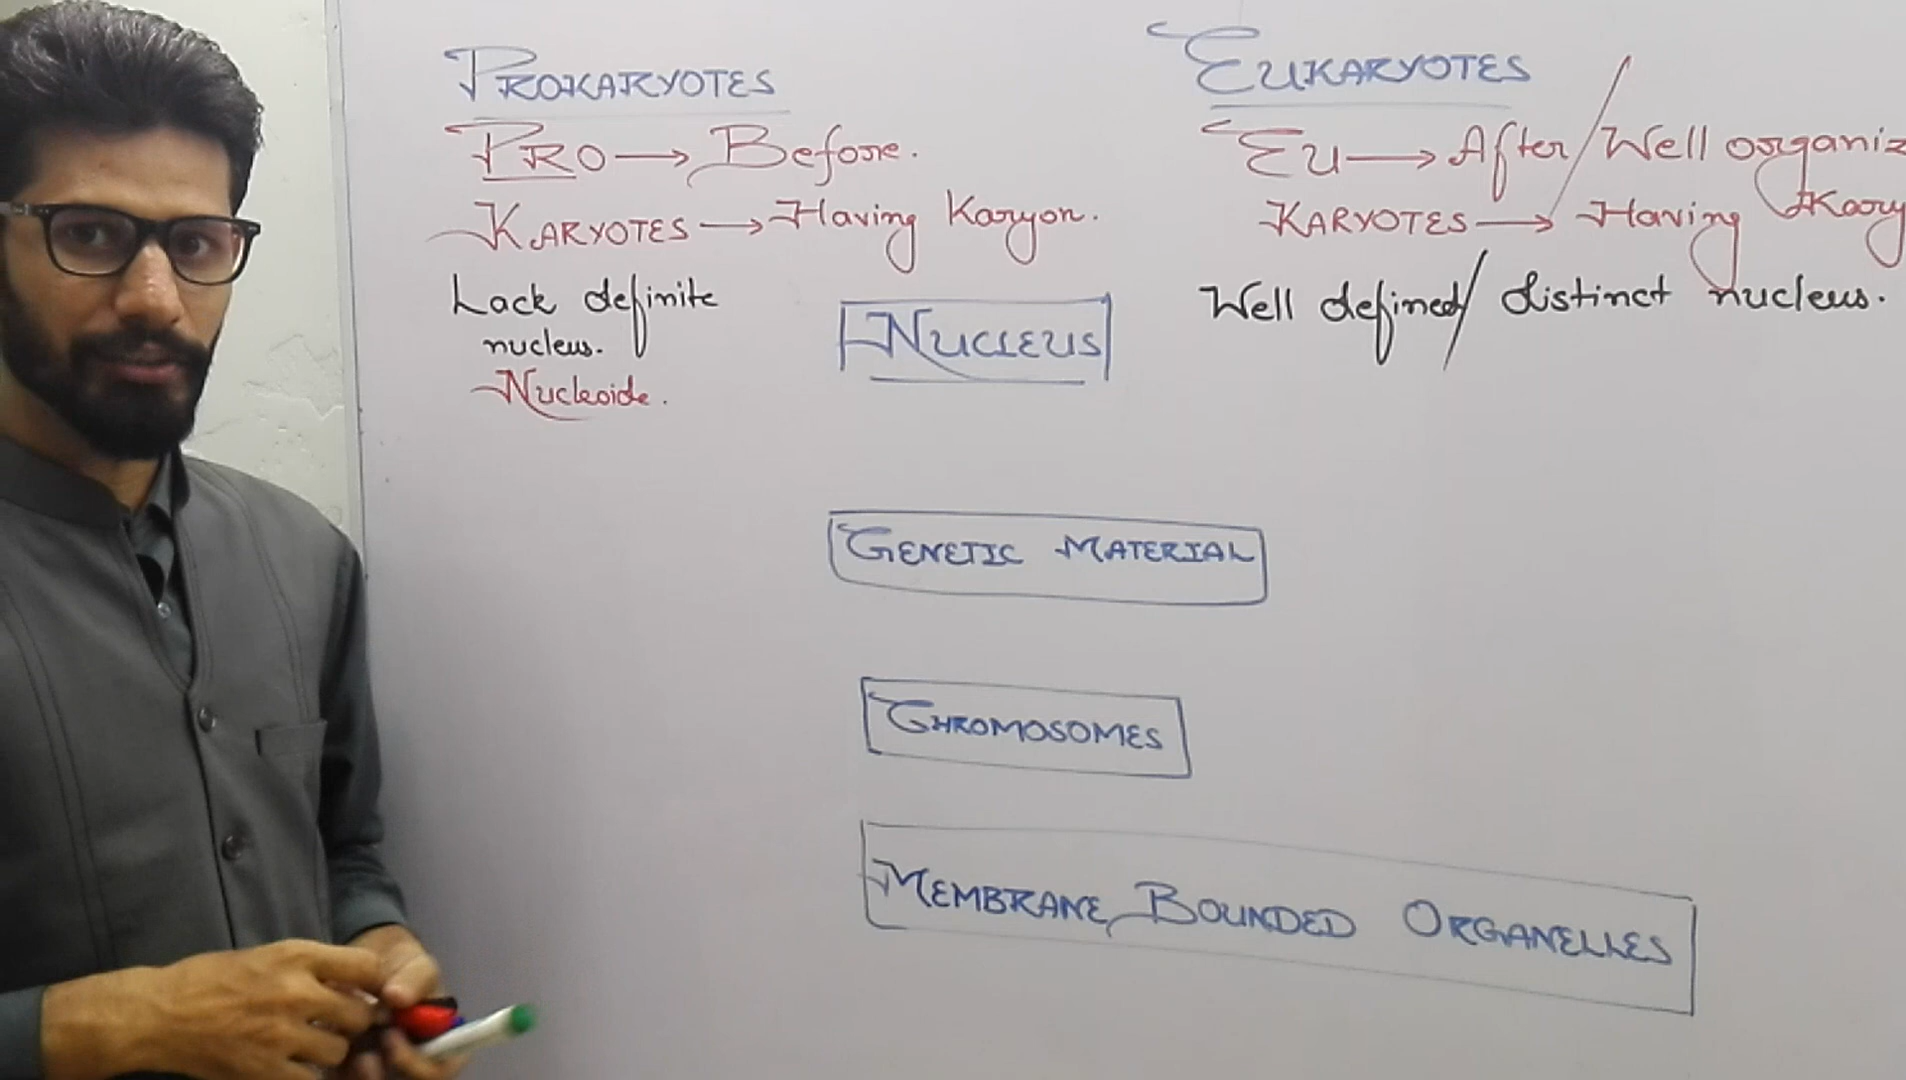 PROKARYOTES
PRO → Before.
KARYOTES → Having Karyon.
Lack definite
nucleus.
Nucleoide.
EUKARYOTES
EU → After/Well organiz
KARYOTES → Having Kary
Well defined/distinct nucleus.
NUCLEUS
GENETIC MATERIAL
CHROMOSOMES
MEMBRANE BOUNDED ORGANELLES